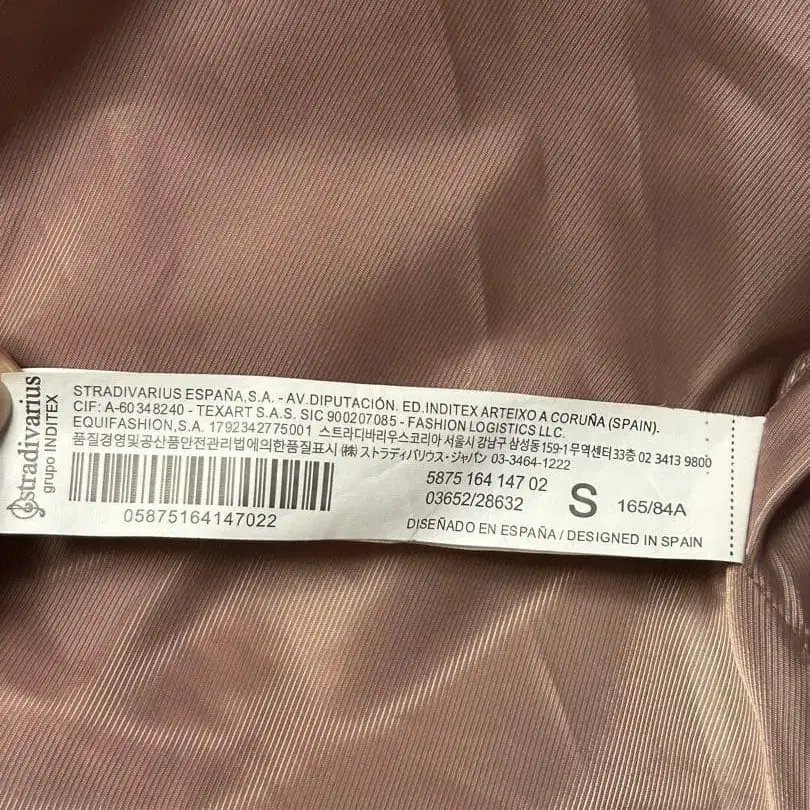 stradivarius
grupo INDITEX
STRADIVARIUS ESPAÑA,S.A. - AV.DIPUTACIÓN. ED.INDITEX ARTEIXO A CORUÑA (SPAIN).
CIF: A-60348240 - TEXART S.A.S. SIC 900207085 - FASHION LOGISTICS LLC.
EQUIFASHION,S.A. 1792342775001 스트라디바리우스코리아 서울시 강남구 삼성동 159-1 무역센터 33층 02 3413 9800
품질경영및공산품안전관리법에의한품질표시 ㈱ ストラディバリウス・ジャパン 03-3464-1222
5875 164 147 02
03652/28632
S
165/84A
05875164147022
DISEÑADO EN ESPAÑA / DESIGNED IN SPAIN